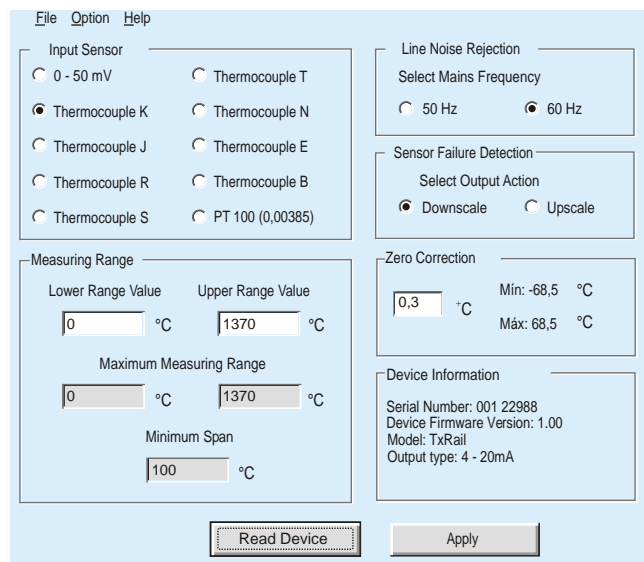 File Option Help
Input Sensor
0 - 50 mV
Thermocouple K
Thermocouple J
Thermocouple R
Thermocouple S
Thermocouple T
Thermocouple N
Thermocouple E
Thermocouple B
PT 100 (0,00385)
Line Noise Rejection
Select Mains Frequency
50 Hz 60 Hz
Sensor Failure Detection
Select Output Action
Downscale Upscale
Measuring Range
Lower Range Value Upper Range Value
0 °C 1370 °C
Maximum Measuring Range
0 °C 1370 °C
Minimum Span
100 °C
Zero Correction
0,3 °C
Mín: -68,5 °C
Máx: 68,5 °C
Device Information
Serial Number: 001 22988
Device Firmware Version: 1.00
Model: TxRail
Output type: 4 - 20mA
Read Device Apply